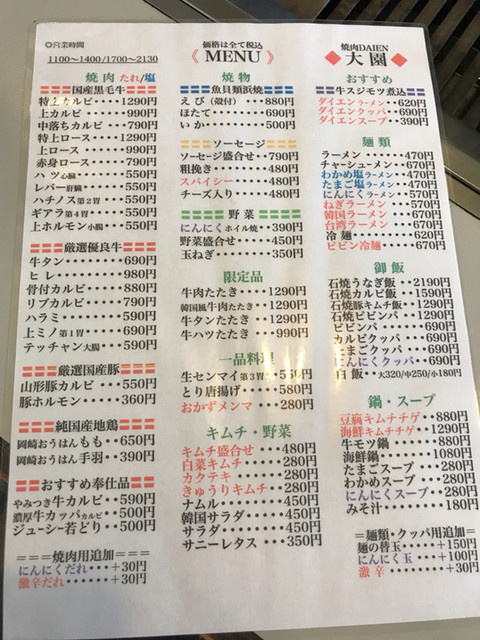 ◎営業時間
1100〜1400/1700〜2130
価格は全て税込
《 MENU 》
焼肉DAIEN
◆ 大園 ◆
焼肉 たれ/塩
国産黒毛牛
特上カルビ・・・1290円
上カルビ・・・・・990円
中落ちカルビ・・790円
特上ロース・・・1290円
上ロース・・・・・990円
赤身ロース・・・790円
ハツ心臓・・・・・550円
レバー肝臓・・・550円
ハチノス第2胃・・550円
ギアラ第4胃・・・550円
上ホルモン小腸・・550円
厳選優良牛
牛タン・・・・・・690円
ヒレ・・・・・・・980円
骨付カルビ・・・880円
リブカルビ・・・790円
ハラミ・・・・・・590円
上ミノ第1胃・・・690円
テッチャン大腸・・590円
厳選国産豚
山形豚カルビ・・・550円
豚ホルモン・・・・360円
純国産地鶏
岡崎おうはんもも・・650円
岡崎おうはん手羽・・390円
おすすめ奉仕品
やみつき牛カルビ・・590円
濃厚牛カッパカルビ・・500円
ジューシー若どり・・500円
＝＝＝焼肉用追加＝＝＝
にんにくだれ・・・＋30円
激辛だれ・・・・・＋30円
焼物
魚貝類浜焼
えび(殻付)・・・880円
ほたて・・・・・・690円
いか・・・・・・・500円
ソーセージ
ソーセージ盛合せ・・790円
粗挽き・・・・・・480円
スパイシー・・・・480円
チーズ入り・・・・480円
野菜
にんにくホイル焼・・390円
野菜盛合せ・・・・450円
玉ねぎ・・・・・・350円
限定品
牛肉たたき・・・1290円
韓国風牛肉たたき・・1290円
牛タンたたき・・1290円
牛ハツたたき・・・990円
一品料理
生センマイ第3胃・・
とり唐揚げ・・・・580円
おかずメンマ・・・280円
キムチ・野菜
キムチ盛合せ・・・480円
白菜キムチ・・・・280円
カクテキ・・・・・280円
きゅうりキムチ・・280円
ナムル・・・・・・450円
韓国サラダ・・・・450円
サラダ・・・・・・450円
サニーレタス・・・350円
おすすめ
牛スジモツ煮込
ダイエンラーメン・・620円
ダイエンクッパ・・690円
ダイエンスープ・・390円
麺類
ラーメン・・・・・470円
チャーシューメン・・670円
わかめ塩ラーメン・・570円
たまご塩ラーメン・・520円
にんにくラーメン・・570円
ねぎラーメン・・・570円
韓国ラーメン・・・570円
台湾ラーメン・・・570円
冷麺・・・・・・・620円
ビビン冷麺・・・・670円
御飯
石焼うなぎ飯・・2190円
石焼カルビ飯・・1590円
石焼豚キムチ飯・・1290円
石焼ビビンパ・・・990円
ビビンパ・・・・・690円
カルビクッパ・・・690円
たまごクッパ・・・690円
にんにくクッパ・・690円
白飯・大320/中250/小180円
鍋・スープ
豆腐キムチチゲ・・880円
海鮮キムチチゲ・・1290円
牛モツ鍋・・・・・880円
海鮮鍋・・・・・1080円
たまごスープ・・・280円
わかめスープ・・・280円
にんにくスープ・・280円
みそ汁・・・・・・180円
＝麺類・クッパ用追加＝
麺の替玉・・・・＋150円
にんにく玉・・・＋100円
激辛・・・・・・・＋30円